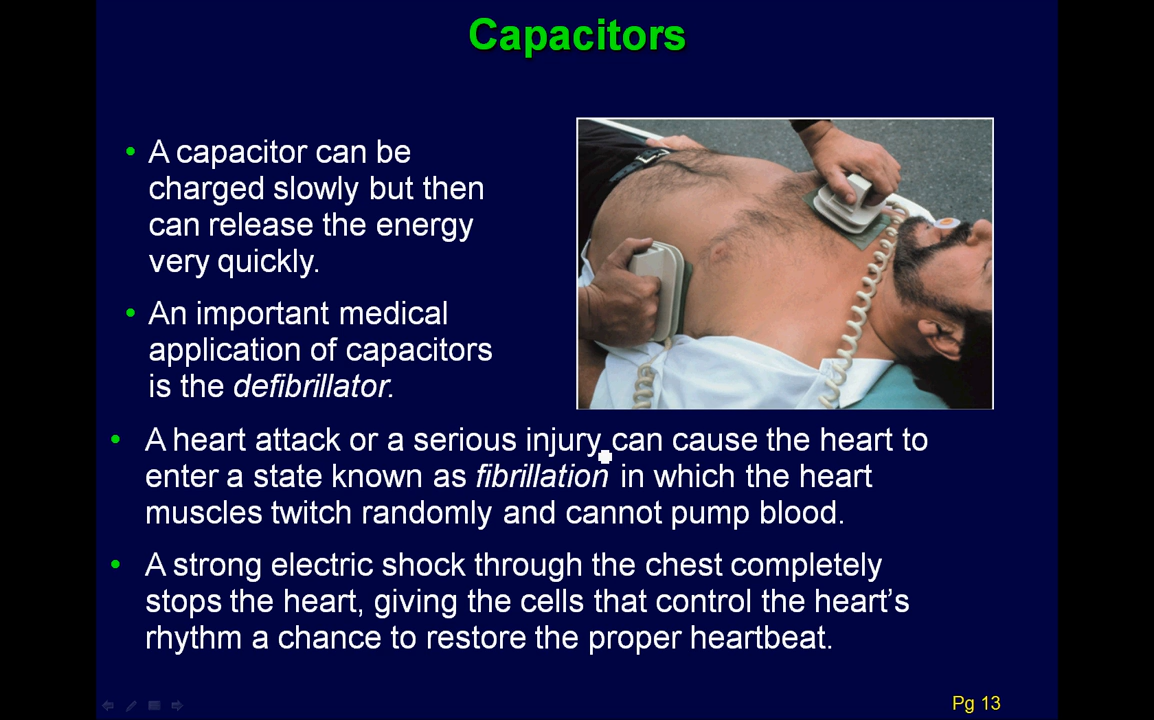 Capacitors
• A capacitor can be
charged slowly but then
can release the energy
very quickly.
• An important medical
application of capacitors
is the defibrillator.
• A heart attack or a serious injury can cause the heart to
enter a state known as fibrillation in which the heart
muscles twitch randomly and cannot pump blood.
• A strong electric shock through the chest completely
stops the heart, giving the cells that control the heart’s
rhythm a chance to restore the proper heartbeat.
Pg 13